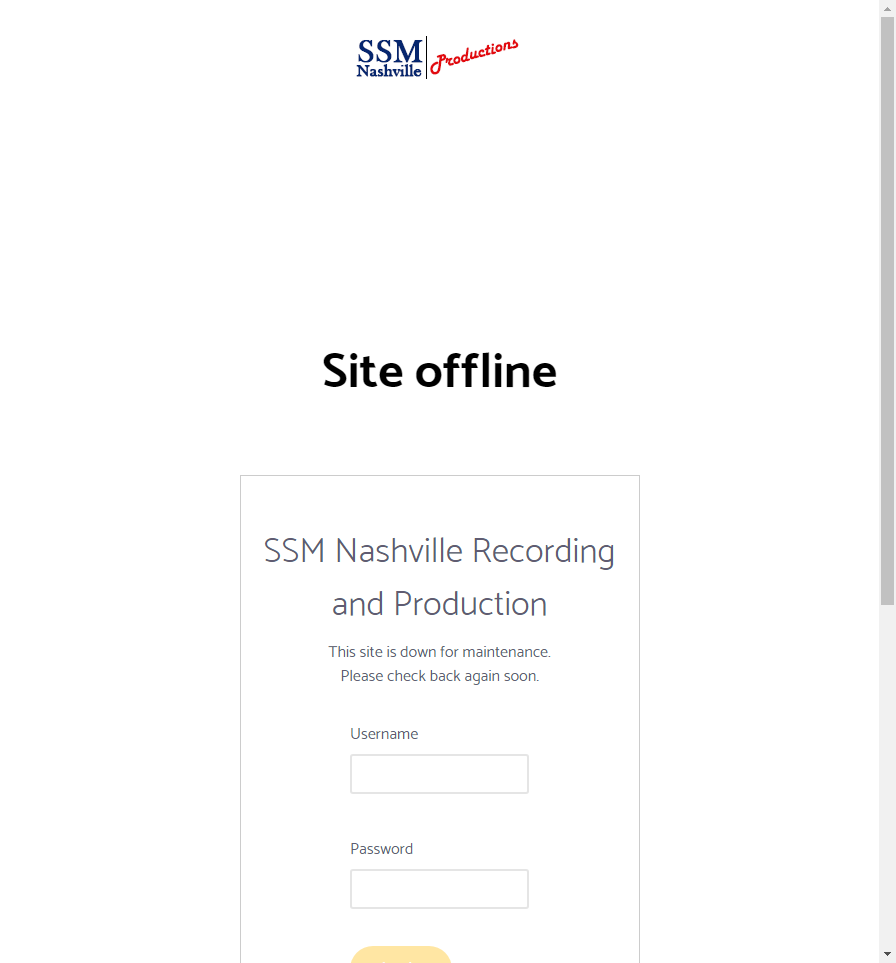 SSM
Nashville
Productions
Site offline
SSM Nashville Recording
and Production
This site is down for maintenance.
Please check back again soon.
Username
Password